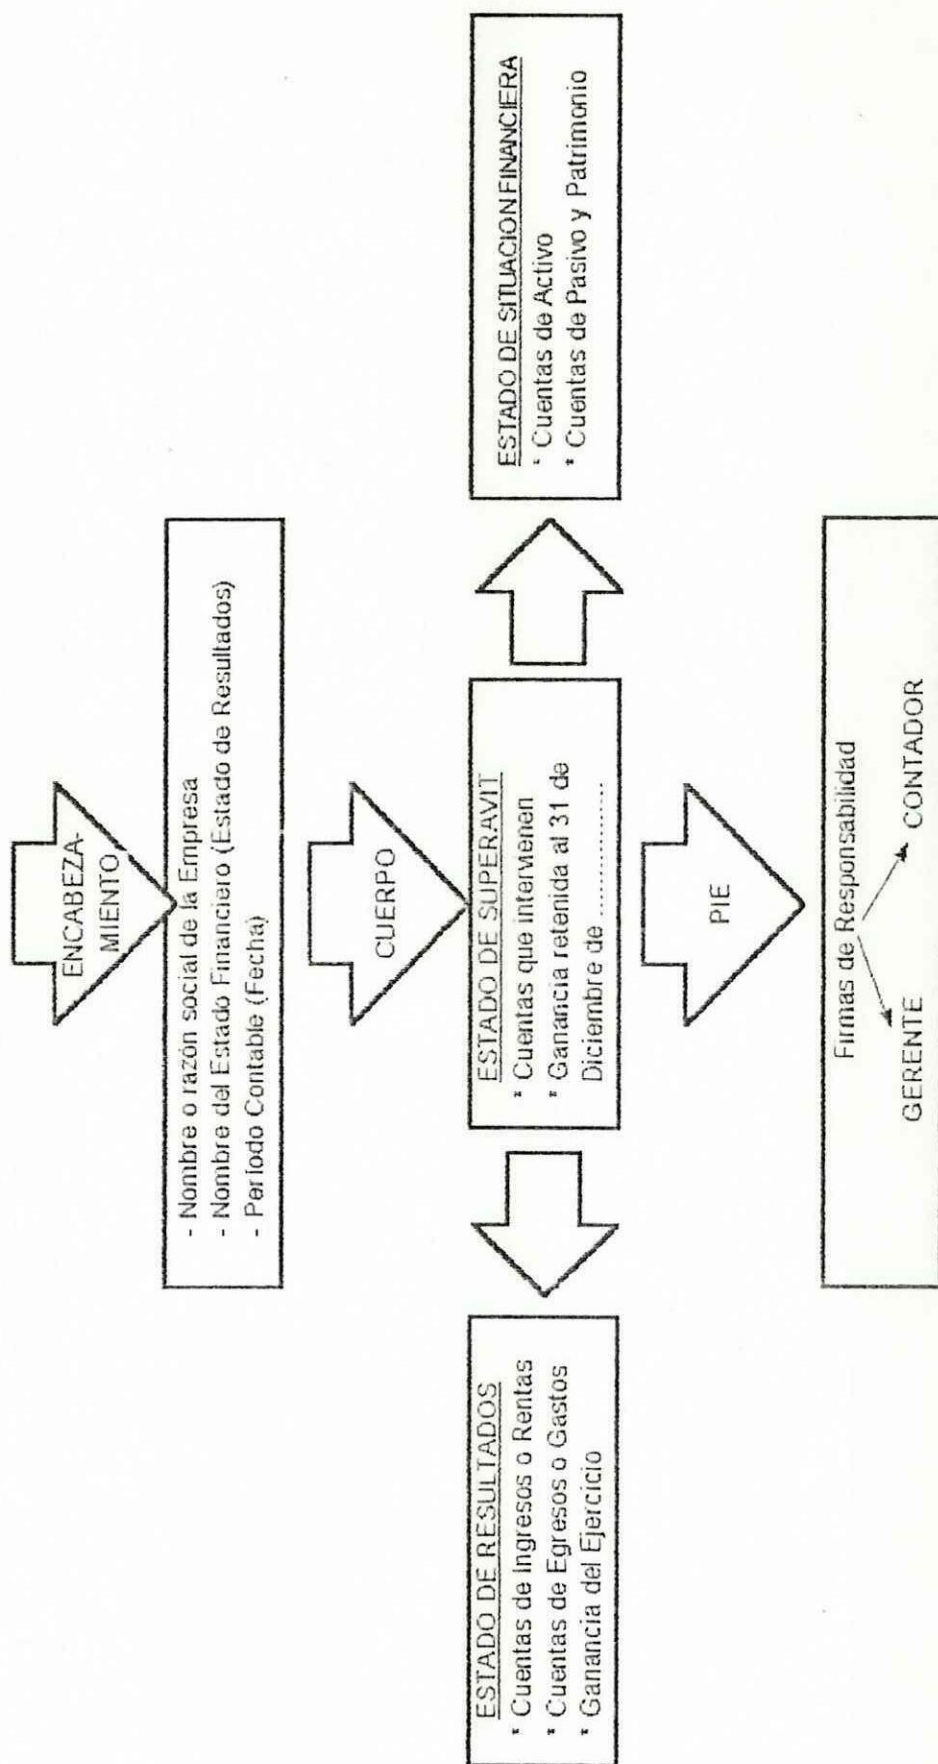 ENCABEZA-
MIENTO
- Nombre o razón social de la Empresa
- Nombre del Estado Financiero (Estado de Resultados)
- Período Contable (Fecha)
CUERPO
ESTADO DE RESULTADOS
* Cuentas de Ingresos o Rentas
* Cuentas de Egresos o Gastos
* Ganancia del Ejercicio
ESTADO DE SUPERAVIT
* Cuentas que intervienen
* Ganancia retenida al 31 de
Diciembre de ....................
ESTADO DE SITUACION FINANCIERA
* Cuentas de Activo
* Cuentas de Pasivo y Patrimonio
PIE
Firmas de Responsabilidad
GERENTE
CONTADOR